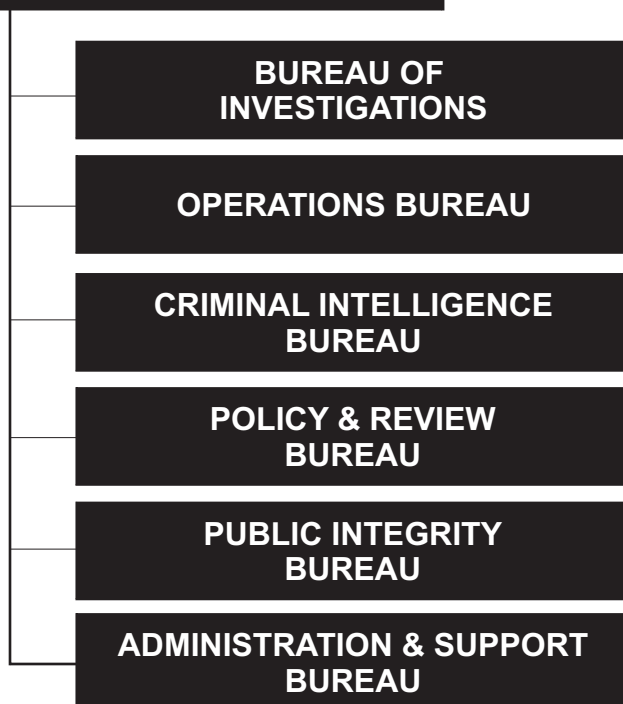 BUREAU OF
INVESTIGATIONS
OPERATIONS BUREAU
CRIMINAL INTELLIGENCE
BUREAU
POLICY & REVIEW
BUREAU
PUBLIC INTEGRITY
BUREAU
ADMINISTRATION & SUPPORT
BUREAU